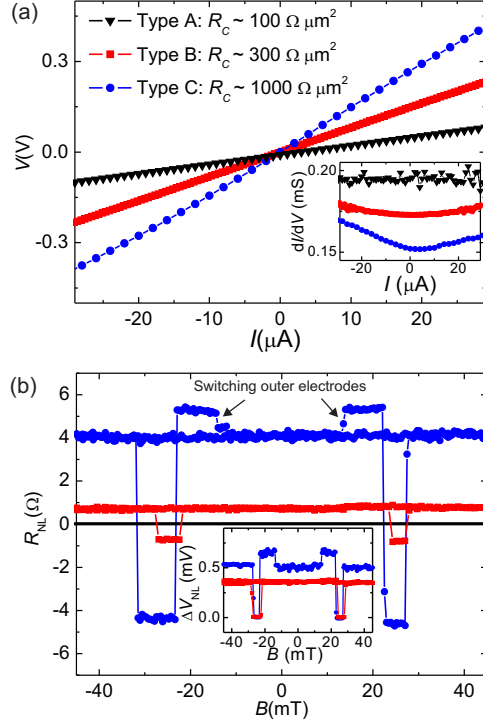 (a)
Type A: R_C ~ 100 Ω μm²
Type B: R_C ~ 300 Ω μm²
Type C: R_C ~ 1000 Ω μm²
V(V)
0.3
0.0
-0.3
-20 -10 0 10 20
I(μA)
dI/dV (mS)
0.20
0.15
-20 0 20
I (μA)
(b)
Switching outer electrodes
R_NL(Ω)
6
4
2
0
-2
-4
-6
ΔV_NL (mV)
0.5
0.0
-40 -20 0 20 40
B (mT)
-40 -20 0 20 40
B(mT)